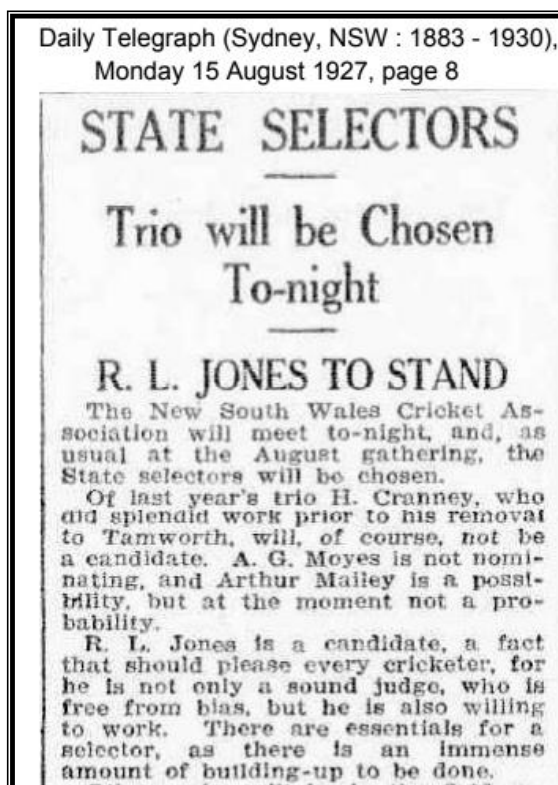 Daily Telegraph (Sydney, NSW : 1883 - 1930),
Monday 15 August 1927, page 8
STATE SELECTORS
Trio will be Chosen
To-night
R. L. JONES TO STAND
The New South Wales Cricket As-
sociation will meet to-night, and, as
usual at the August gathering, the
State selectors will be chosen.
Of last year's trio H. Cranney, who
did splendid work prior to his removal
to Tamworth, will, of course, not be
a candidate. A. G. Moyes is not nomi-
nating, and Arthur Mailey is a possi-
bility, but at the moment not a pro-
bability.
R. L. Jones is a candidate, a fact
that should please every cricketer, for
he is not only a sound judge, who is
free from bias, but he is also willing
to work. There are essentials for a
selector, as there is an immense
amount of building-up to be done.